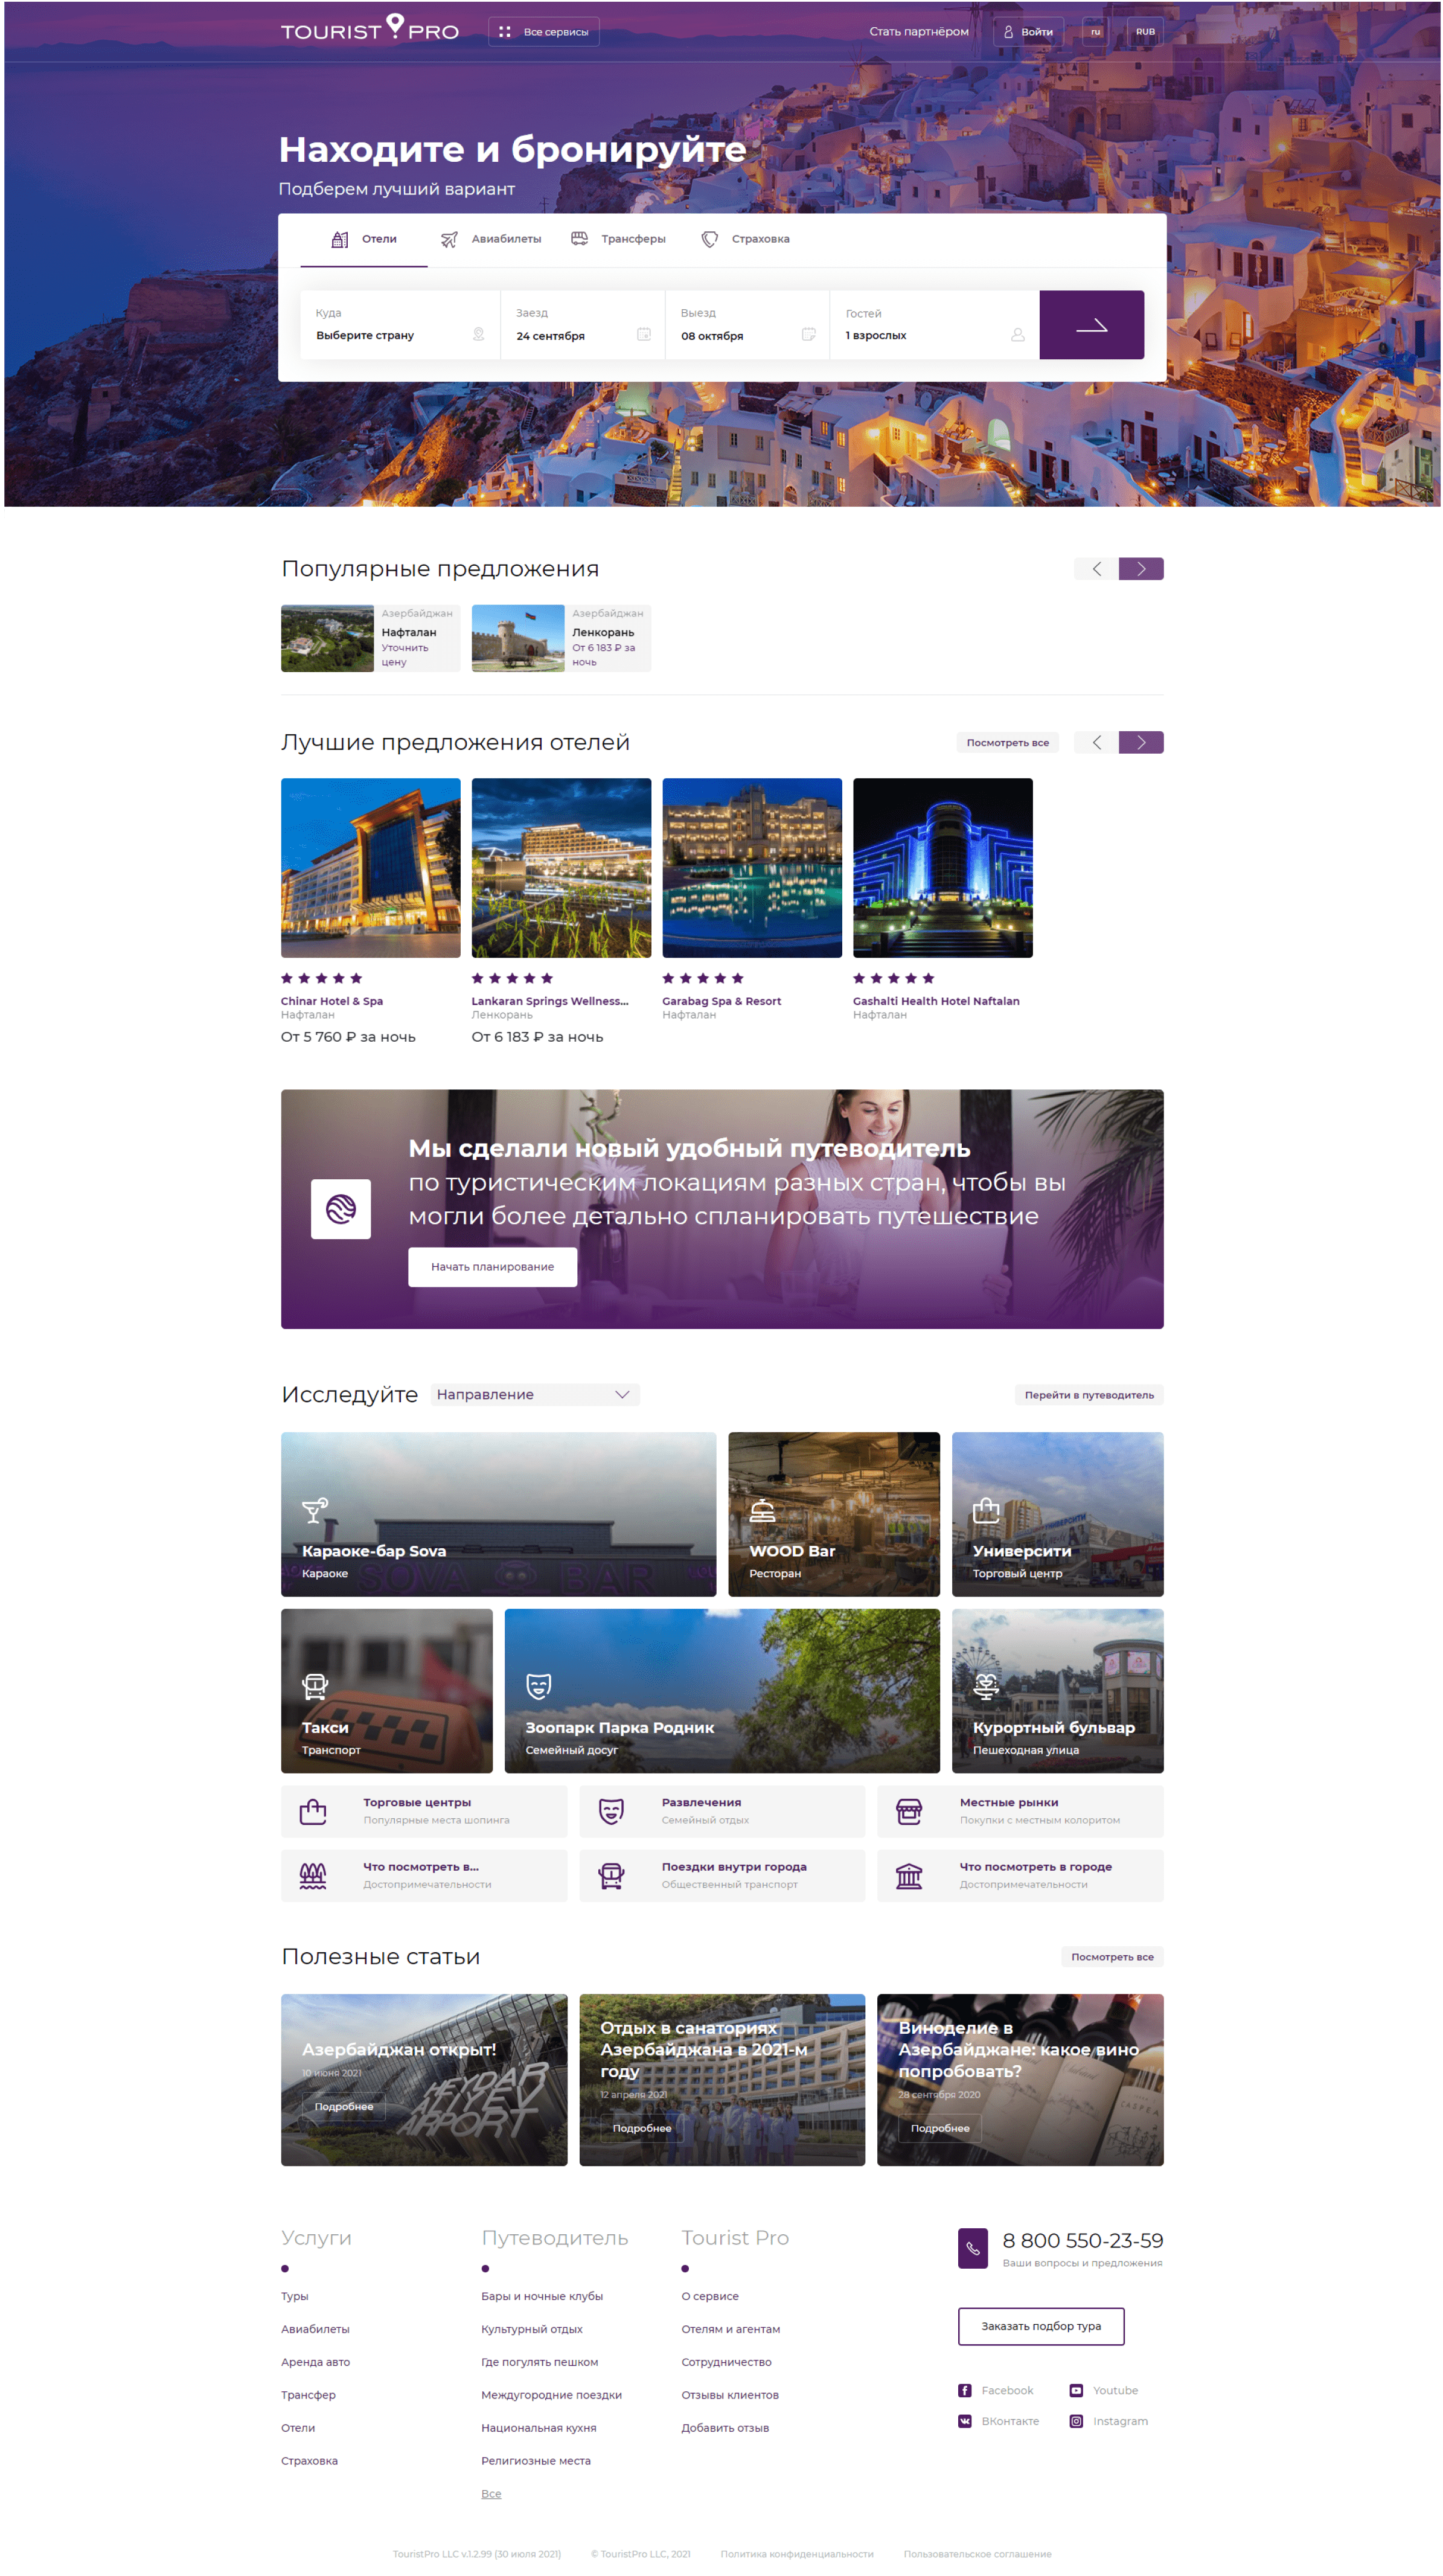 TOURIST PRO
Все сервисы
Стать партнёром
Войти
ru
RUB
Находите и бронируйте
Подберем лучший вариант
Отели
Авиабилеты
Трансферы
Страховка
Куда
Выберите страну
Заезд
24 сентября
Выезд
08 октября
Гостей
1 взрослых
Популярные предложения
Азербайджан
Нафталан
Уточнить
цену
Азербайджан
Ленкорань
От 6 183 ₽ за
ночь
Лучшие предложения отелей
Посмотреть все
Chinar Hotel & Spa
Нафталан
От 5 760 ₽ за ночь
Lankaran Springs Wellness...
Ленкорань
От 6 183 ₽ за ночь
Garabag Spa & Resort
Нафталан
Gashalti Health Hotel Naftalan
Нафталан
Мы сделали новый удобный путеводитель
по туристическим локациям разных стран, чтобы вы
могли более детально спланировать путешествие
Начать планирование
Исследуйте
Направление
Перейти в путеводитель
Караоке-бар Sova
Караоке
SOVA BAR
WOOD Bar
Ресторан
Университи
Торговый центр
Такси
Транспорт
Зоопарк Парка Родник
Семейный досуг
Курортный бульвар
Пешеходная улица
Торговые центры
Популярные места шопинга
Развлечения
Семейный отдых
Местные рынки
Покупки с местным колоритом
Что посмотреть в...
Достопримечательности
Поездки внутри города
Общественный транспорт
Что посмотреть в городе
Достопримечательности
Полезные статьи
Посмотреть все
Азербайджан открыт!
10 июня 2021
Подробнее
HEYDAR
ALIYEV
AIRPORT
Отдых в санаториях
Азербайджана в 2021-м
году
12 апреля 2021
Подробнее
Виноделие в
Азербайджане: какое вино
попробовать?
28 сентября 2020
Подробнее
Услуги
Туры
Авиабилеты
Аренда авто
Трансфер
Отели
Страховка
Путеводитель
Бары и ночные клубы
Культурный отдых
Где погулять пешком
Междугородние поездки
Национальная кухня
Религиозные места
Все
Tourist Pro
О сервисе
Отелям и агентам
Сотрудничество
Отзывы клиентов
Добавить отзыв
8 800 550-23-59
Ваши вопросы и предложения
Заказать подбор тура
Facebook
Youtube
ВКонтакте
Instagram
TouristPro LLC v.1.2.99 (30 июля 2021)
© TouristPro LLC, 2021
Политика конфиденциальности
Пользовательское соглашение